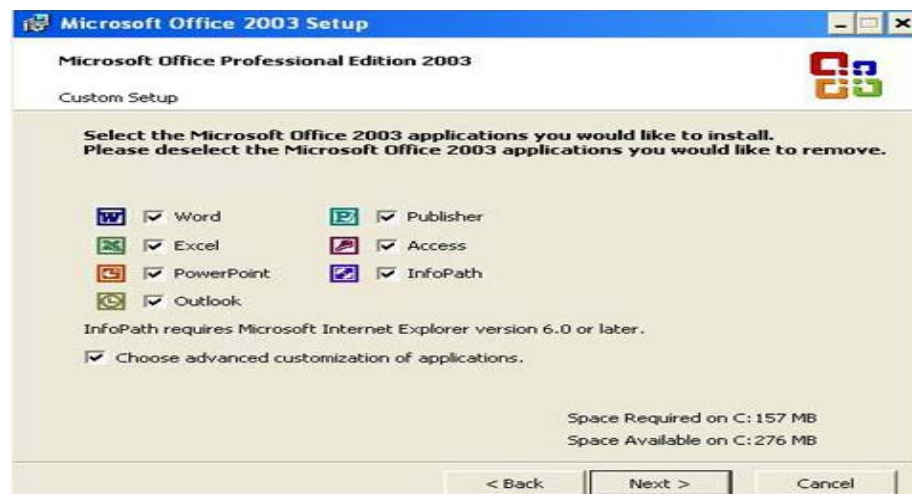 Microsoft Office 2003 Setup
Microsoft Office Professional Edition 2003
Custom Setup
Select the Microsoft Office 2003 applications you would like to install.
Please deselect the Microsoft Office 2003 applications you would like to remove.
Word
Publisher
Excel
Access
PowerPoint
InfoPath
Outlook
InfoPath requires Microsoft Internet Explorer version 6.0 or later.
Choose advanced customization of applications.
Space Required on C: 157 MB
Space Available on C: 276 MB
< Back
Next >
Cancel